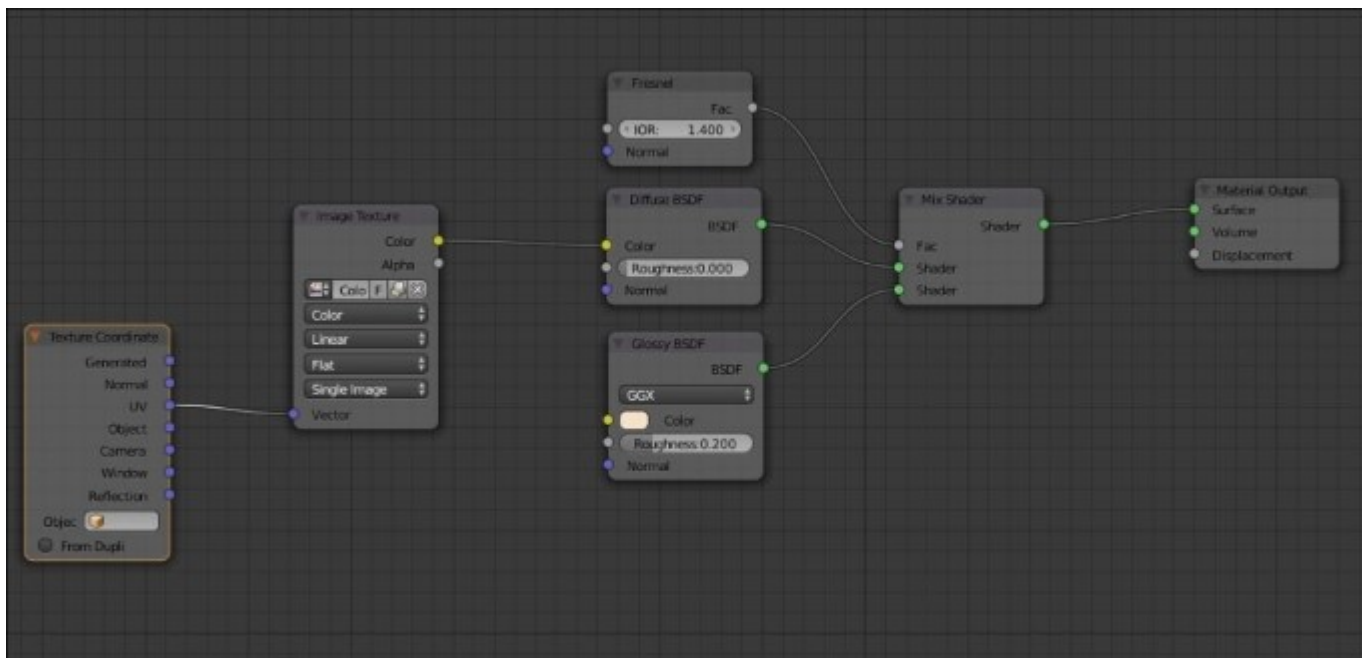 Fresnel
Fac
IOR: 1.400
Normal
Diffuse BSDF
BSDF
Color
Roughness:0.000
Normal
Mix Shader
Shader
Fac
Shader
Shader
Material Output
Surface
Volume
Displacement
Image Texture
Color
Alpha
Colo F
Color
Linear
Flat
Single Image
Vector
Glossy BSDF
BSDF
GGX
Color
Roughness:0.200
Normal
Texture Coordinate
Generated
Normal
UV
Object
Camera
Window
Reflection
Objec
From Dupli